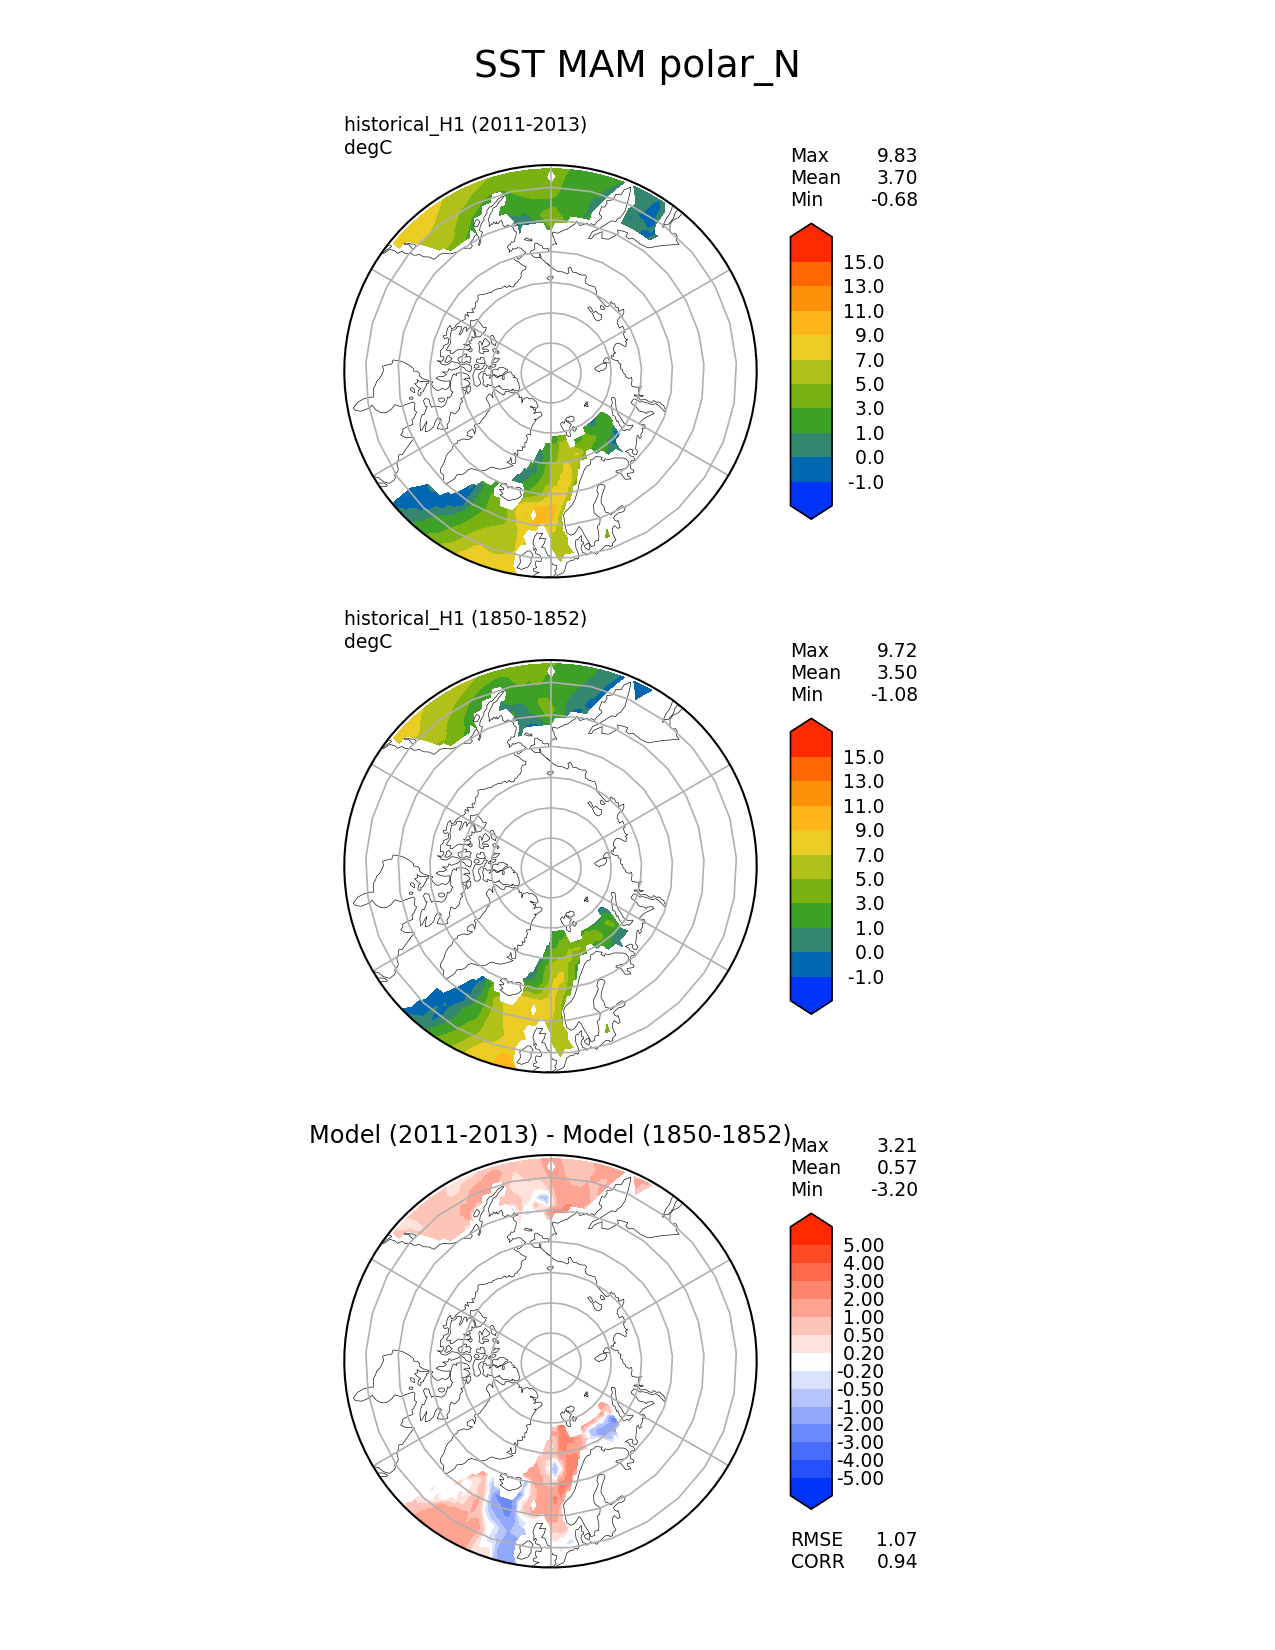 SST MAM polar_N
historical_H1 (2011-2013)
degC
Max 9.83
Mean 3.70
Min -0.68
15.0
13.0
11.0
9.0
7.0
5.0
3.0
1.0
0.0
-1.0
historical_H1 (1850-1852)
degC
Max 9.72
Mean 3.50
Min -1.08
15.0
13.0
11.0
9.0
7.0
5.0
3.0
1.0
0.0
-1.0
Model (2011-2013) - Model (1850-1852)
Max 3.21
Mean 0.57
Min -3.20
5.00
4.00
3.00
2.00
1.00
0.50
0.20
-0.20
-0.50
-1.00
-2.00
-3.00
-4.00
-5.00
RMSE 1.07
CORR 0.94